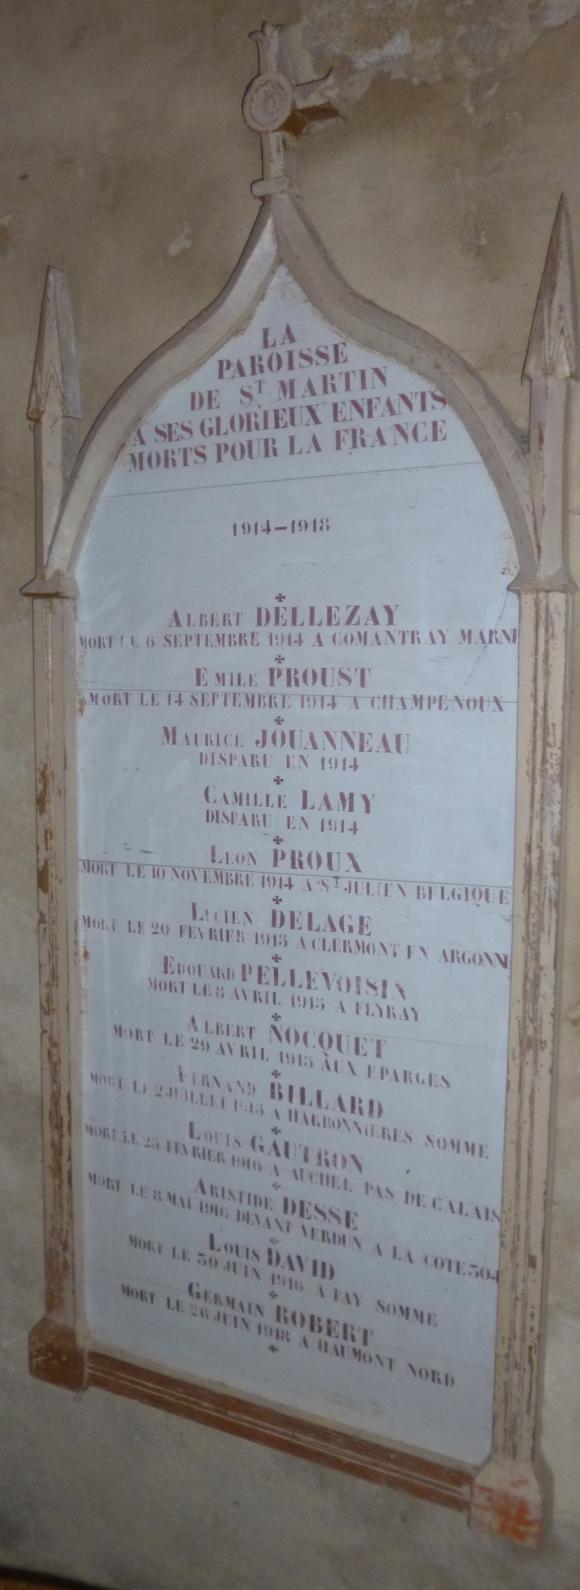 LA
PAROISSE
DE ST MARTIN
A SES GLORIEUX ENFANTS
MORTS POUR LA FRANCE
1914-1918
ALBERT DELLEZAY
MORT LE 6 SEPTEMBRE 1914 A COMANTRAY MARNE
EMILE PROUST
MORT LE 14 SEPTEMBRE 1914 A CHAMPENOUX
MAURICE JOUANNEAU
DISPARU EN 1914
CAMILLE LAMY
DISPARU EN 1914
LEON PROUX
MORT LE 10 NOVEMBRE 1914 A ST JULIEN BELGIQUE
LUCIEN DELAGE
MORT LE 20 FEVRIER 1915 A CLERMONT EN ARGONNE
EDOUARD PELLEVOISIN
MORT LE 8 AVRIL 1915 A FLYRAY
ALBERT NOCQUET
MORT LE 29 AVRIL 1915 AUX EPARGES
FERNAND BILLARD
MORT LE 2 JUILLET 1915 A HARBONNIERES SOMME
LOUIS GAUTRON
MORT LE 25 FEVRIER 1916 A AUCHEL PAS DE CALAIS
ARISTIDE DESSE
MORT LE 8 MAI 1916 DEVANT VERDUN A LA COTE 304
LOUIS DAVID
MORT LE 30 JUIN 1916 A FAY SOMME
GERMAIN ROBERT
MORT LE 26 JUIN 1918 A HAUMONT NORD